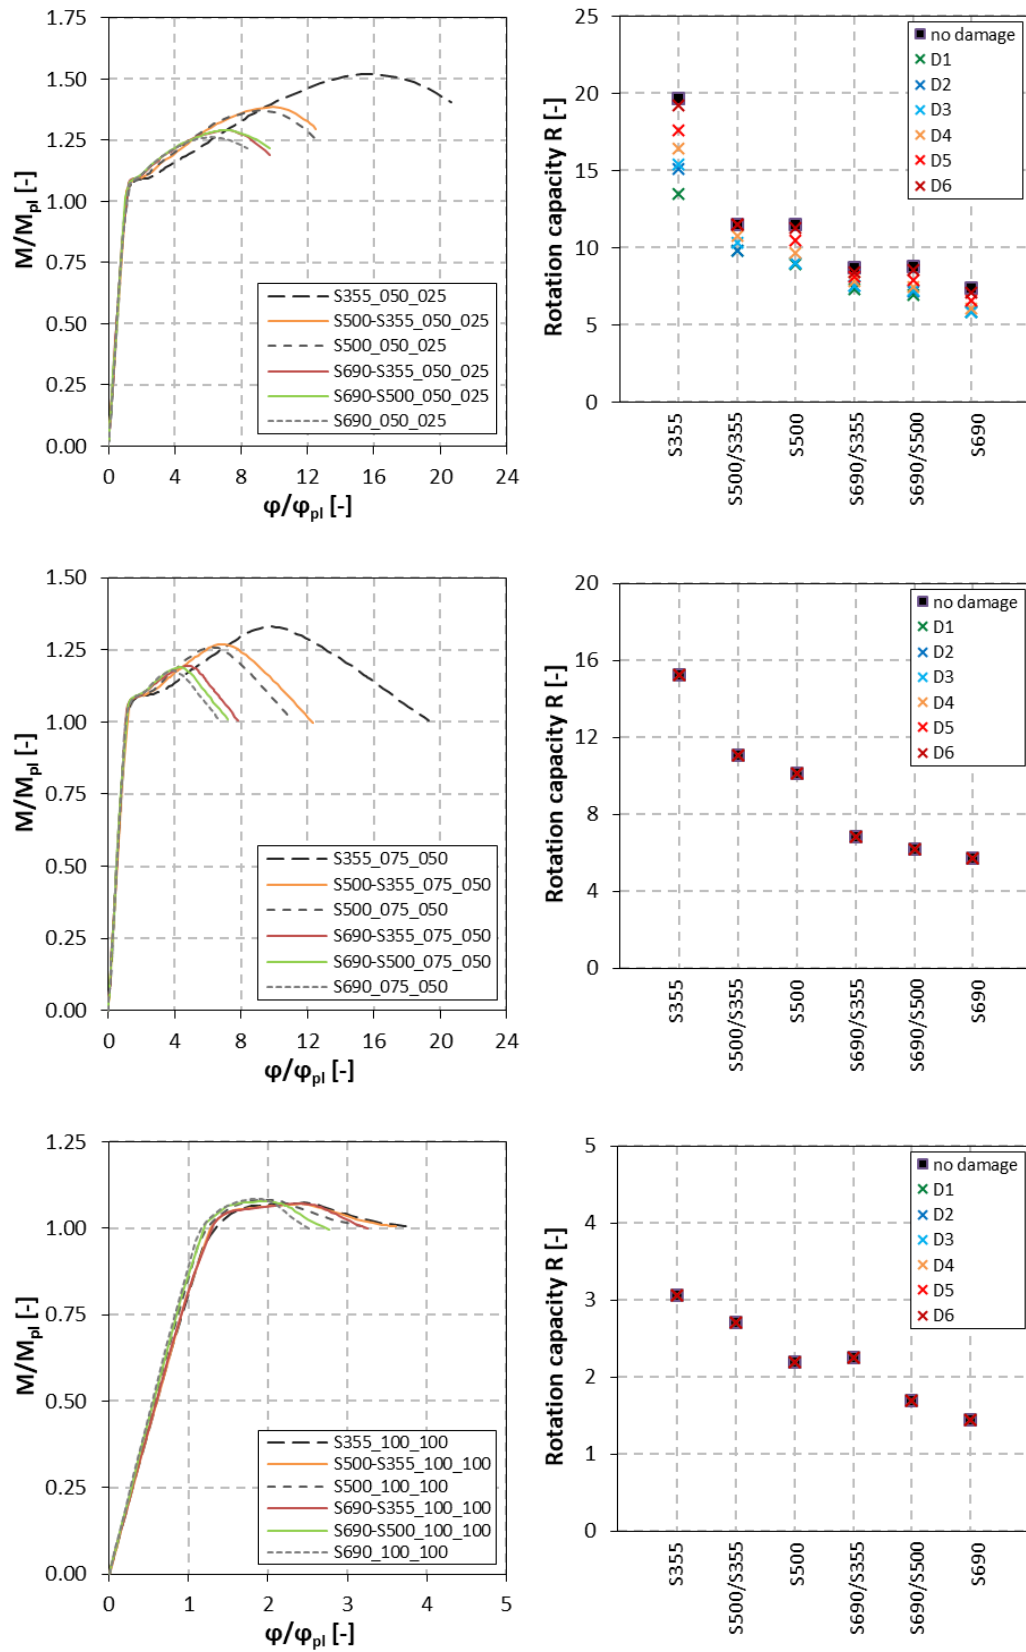 1.75
1.50
1.25
1.00
0.75
0.50
0.25
0.00
M/Mpl [-]
S355_050_025
S500-S355_050_025
S500_050_025
S690-S355_050_025
S690-S500_050_025
S690_050_025
0 4 8 12 16 20 24
φ/φpl [-]
25
20
15
10
5
0
Rotation capacity R [-]
no damage
D1
D2
D3
D4
D5
D6
S355
S500/S355
S500
S690/S355
S690/S500
S690
1.50
1.25
1.00
0.75
0.50
0.25
0.00
M/Mpl [-]
S355_075_050
S500-S355_075_050
S500_075_050
S690-S355_075_050
S690-S500_075_050
S690_075_050
0 4 8 12 16 20 24
φ/φpl [-]
20
16
12
8
4
0
Rotation capacity R [-]
no damage
D1
D2
D3
D4
D5
D6
S355
S500/S355
S500
S690/S355
S690/S500
S690
1.25
1.00
0.75
0.50
0.25
0.00
M/Mpl [-]
S355_100_100
S500-S355_100_100
S500_100_100
S690-S355_100_100
S690-S500_100_100
S690_100_100
0 1 2 3 4 5
φ/φpl [-]
5
4
3
2
1
0
Rotation capacity R [-]
no damage
D1
D2
D3
D4
D5
D6
S355
S500/S355
S500
S690/S355
S690/S500
S690